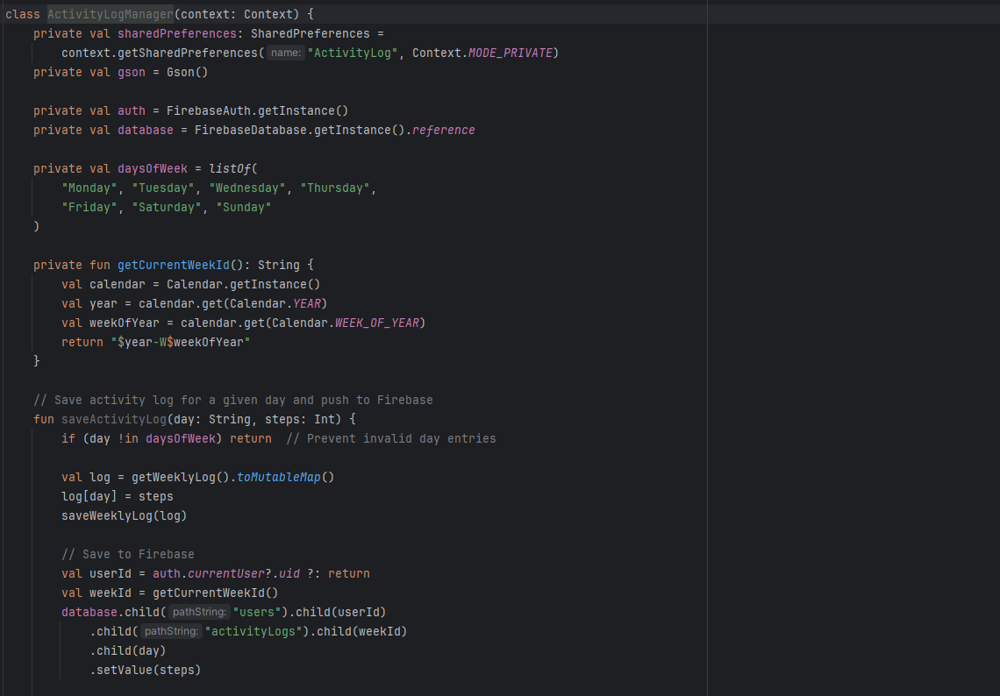 class ActivityLogManager(context: Context) {
    private val sharedPreferences: SharedPreferences =
        context.getSharedPreferences( name: "ActivityLog", Context.MODE_PRIVATE)
    private val gson = Gson()

    private val auth = FirebaseAuth.getInstance()
    private val database = FirebaseDatabase.getInstance().reference

    private val daysOfWeek = listOf(
        "Monday", "Tuesday", "Wednesday", "Thursday",
        "Friday", "Saturday", "Sunday"
    )

    private fun getCurrentWeekId(): String {
        val calendar = Calendar.getInstance()
        val year = calendar.get(Calendar.YEAR)
        val weekOfYear = calendar.get(Calendar.WEEK_OF_YEAR)
        return "$year-W$weekOfYear"
    }

    // Save activity log for a given day and push to Firebase
    fun saveActivityLog(day: String, steps: Int) {
        if (day !in daysOfWeek) return  // Prevent invalid day entries

        val log = getWeeklyLog().toMutableMap()
        log[day] = steps
        saveWeeklyLog(log)

        // Save to Firebase
        val userId = auth.currentUser?.uid ?: return
        val weekId = getCurrentWeekId()
        database.child( pathString: "users").child(userId)
            .child( pathString: "activityLogs").child(weekId)
            .child(day)
            .setValue(steps)